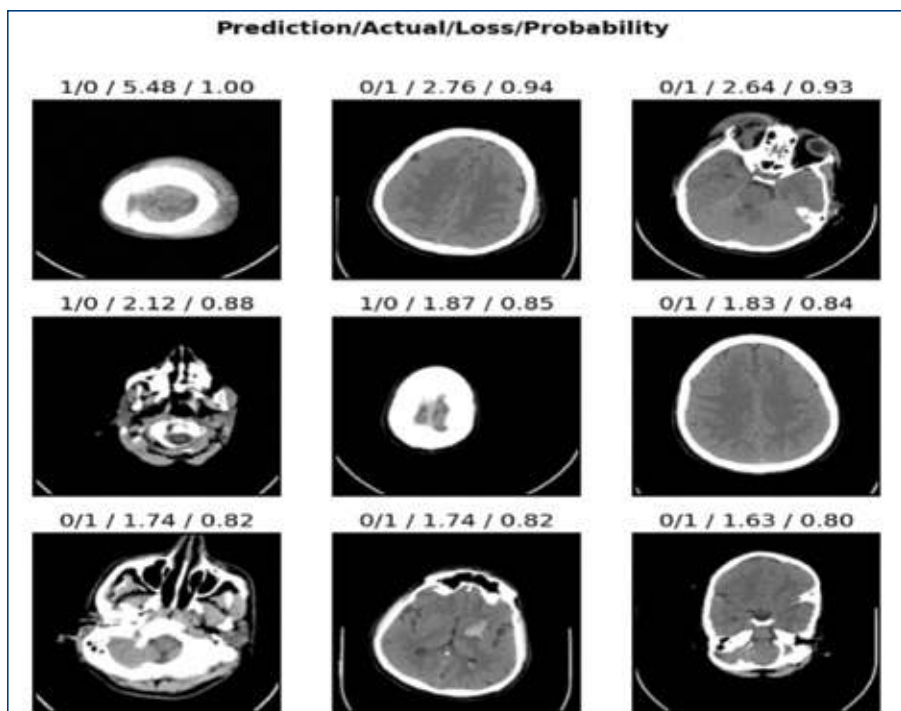 Prediction/Actual/Loss/Probability
1/0 / 5.48 / 1.00
0/1 / 2.76 / 0.94
0/1 / 2.64 / 0.93
1/0 / 2.12 / 0.88
1/0 / 1.87 / 0.85
0/1 / 1.83 / 0.84
0/1 / 1.74 / 0.82
0/1 / 1.74 / 0.82
0/1 / 1.63 / 0.80